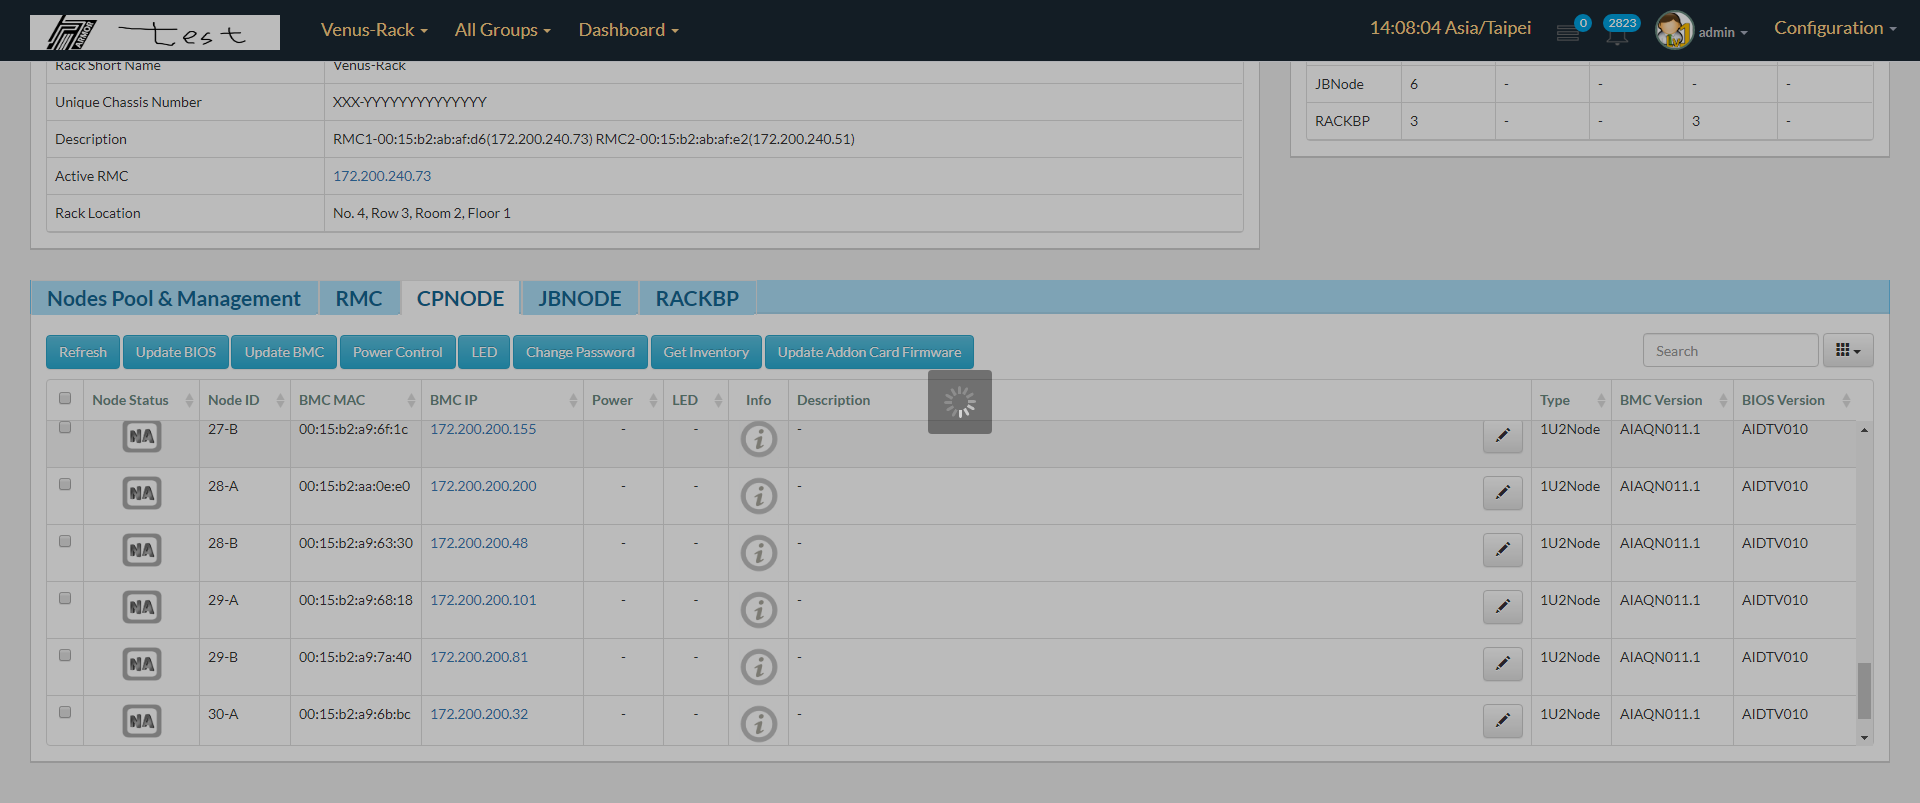 ARMOR test Venus-Rack All Groups Dashboard 14:08:04 Asia/Taipei 0 2823 admin Configuration
Rack Short Name Venus-Rack
Unique Chassis Number XXX-YYYYYYYYYYYYYY
Description RMC1-00:15:b2:ab:af:d6(172.200.240.73) RMC2-00:15:b2:ab:af:e2(172.200.240.51)
Active RMC 172.200.240.73
Rack Location No. 4, Row 3, Room 2, Floor 1
JBNode 6 - - - -
RACKBP 3 - - 3 -
Nodes Pool & Management RMC CPNODE JBNODE RACKBP
Refresh Update BIOS Update BMC Power Control LED Change Password Get Inventory Update Addon Card Firmware Search
Node Status Node ID BMC MAC BMC IP Power LED Info Description Type BMC Version BIOS Version
NA 27-B 00:15:b2:a9:6f:1c 172.200.200.155 - - i - 1U2Node AIAQN011.1 AIDTV010
NA 28-A 00:15:b2:aa:0e:e0 172.200.200.200 - - i - 1U2Node AIAQN011.1 AIDTV010
NA 28-B 00:15:b2:a9:63:30 172.200.200.48 - - i - 1U2Node AIAQN011.1 AIDTV010
NA 29-A 00:15:b2:a9:68:18 172.200.200.101 - - i - 1U2Node AIAQN011.1 AIDTV010
NA 29-B 00:15:b2:a9:7a:40 172.200.200.81 - - i - 1U2Node AIAQN011.1 AIDTV010
NA 30-A 00:15:b2:a9:6b:bc 172.200.200.32 - - i - 1U2Node AIAQN011.1 AIDTV010